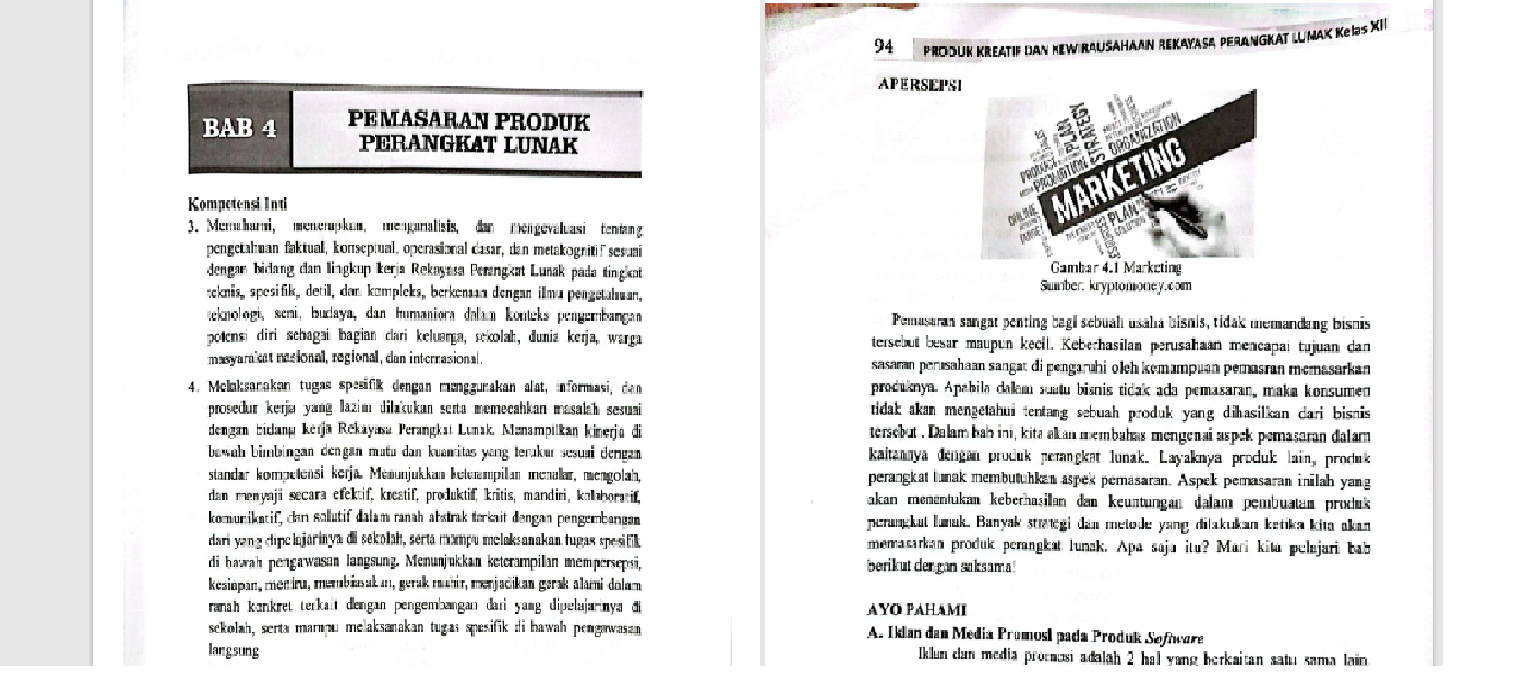 BAB 4
PEMASARAN PRODUK
PERANGKAT LUNAK
Kompetensi Inti
3. Memahami, menerapkan, menganalisis, dan mengevaluasi tentang
pengetahuan faktual, konseptual, operasional dasar, dan metakognitif sesuai
dengan bidang dan lingkup kerja Rekayasa Perangkat Lunak pada tingkat
teknis, spesifik, detil, dan kompleks, berkenaan dengan ilmu pengetahuan,
teknologi, seni, budaya, dan humaniora dalam konteks pengembangan
potensi diri sebagai bagian dari keluarga, sekolah, dunia kerja, warga
masyarakat nasional, regional, dan internasional.
4. Melaksanakan tugas spesifik dengan menggunakan alat, informasi, dan
prosedur kerja yang lazim dilakukan serta memecahkan masalah sesuai
dengan bidang kerja Rekayasa Perangkat Lunak. Menampilkan kinerja di
bawah bimbingan dengan mutu dan kuantitas yang terukur sesuai dengan
standar kompetensi kerja. Menunjukkan keterampilan menalar, mengolah,
dan menyaji secara efektif, kreatif, produktif, kritis, mandiri, kolaboratif,
komunikatif, dan solutif dalam ranah abstrak terkait dengan pengembangan
dari yang dipelajarinya di sekolah, serta mampu melaksanakan tugas spesifik
di bawah pengawasan langsung. Menunjukkan keterampilan mempersepsi,
kesiapan, meniru, membiasakan, gerak mahir, menjadikan gerak alami dalam
ranah konkret terkait dengan pengembangan dari yang dipelajarinya di
sekolah, serta mampu melaksanakan tugas spesifik di bawah pengawasan
langsung
94 PRODUK KREATIF DAN KEWIRAUSAHAAN REKAYASA PERANGKAT LUNAK Kelas XII
APERSEPSI
STRATEGY
PLAN
ORGANIZATION
PRODUCT
PROMOTION
MARKETING
ONLINE
PLAN
Gambar 4.1 Marketing
Sumber: kryptomoney.com
Pemasaran sangat penting bagi sebuah usaha bisnis, tidak memandang bisnis
tersebut besar maupun kecil. Keberhasilan perusahaan mencapai tujuan dan
sasaran perusahaan sangat di pengaruhi oleh kemampuan pemasran memasarkan
produknya. Apabila dalam suatu bisnis tidak ada pemasaran, maka konsumen
tidak akan mengetahui tentang sebuah produk yang dihasilkan dari bisnis
tersebut . Dalam bab ini, kita akan membahas mengenai aspek pemasaran dalam
kaitannya dengan produk perangkat lunak. Layaknya produk lain, produk
perangkat lunak membutuhkan aspek pemasaran. Aspek pemasaran inilah yang
akan menentukan keberhasilan dan keuntungan dalam pembuatan produk
perangkat lunak. Banyak strategi dan metode yang dilakukan ketika kita akan
memasarkan produk perangkat lunak. Apa saja itu? Mari kita pelajari bab
berikut dengan saksama!
AYO PAHAMI
A. Iklan dan Media Promosi pada Produk Software
Iklan dan media promosi adalah 2 hal yang berkaitan satu sama lain.